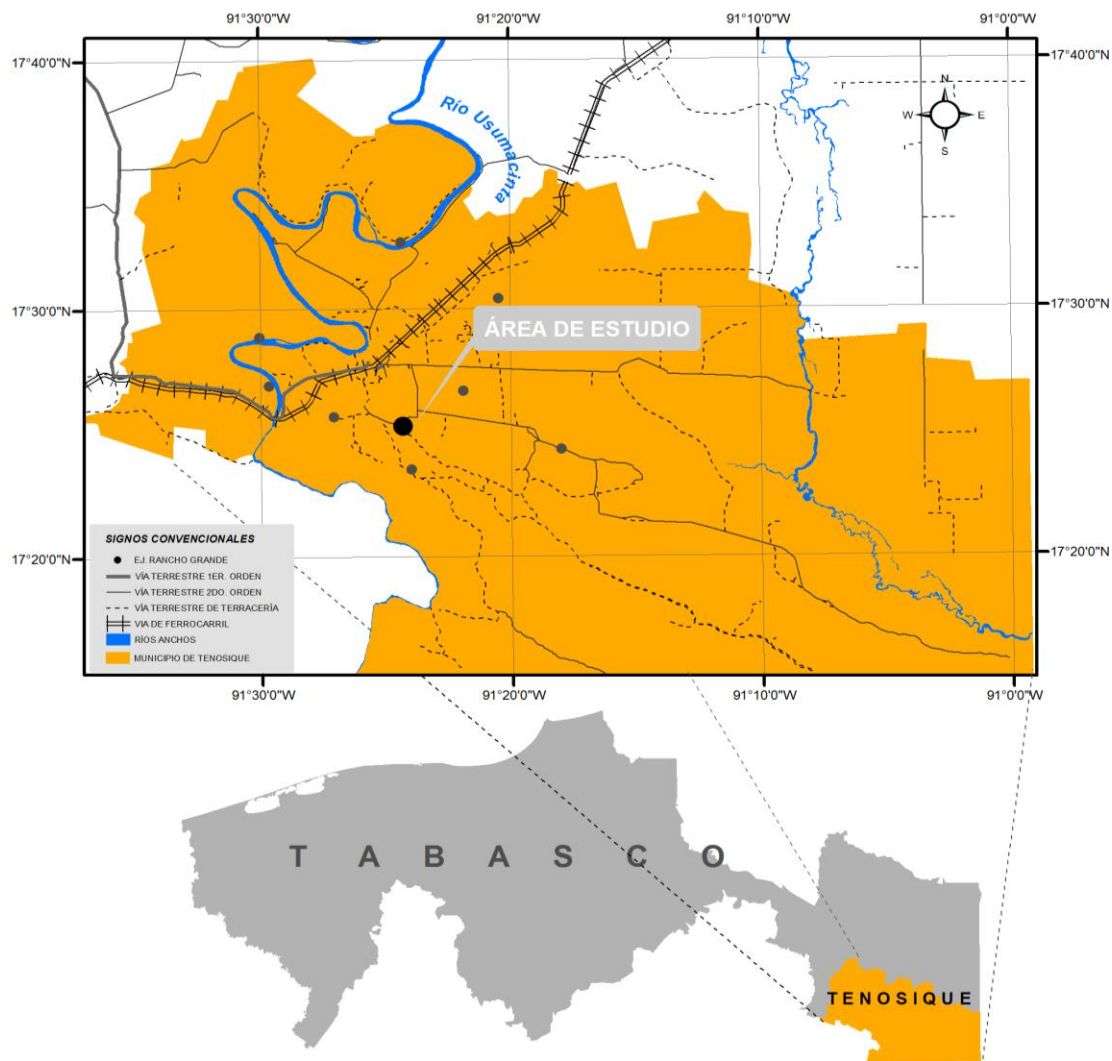 91°30'0"W
91°20'0"W
91°10'0"W
91°0'0"W
17°40'0"N
17°40'0"N
N
W
E
S
Río Usumacinta
17°30'0"N
17°30'0"N
ÁREA DE ESTUDIO
17°20'0"N
17°20'0"N
SIGNOS CONVENCIONALES
EJ. RANCHO GRANDE
VÍA TERRESTRE 1ER. ORDEN
VÍA TERRESTRE 2DO. ORDEN
VÍA TERRESTRE DE TERRACERÍA
VIA DE FERROCARRIL
RÍOS ANCHOS
MUNICIPIO DE TENOSIQUE
91°30'0"W
91°20'0"W
91°10'0"W
91°0'0"W
TABASCO
TENOSIQUE